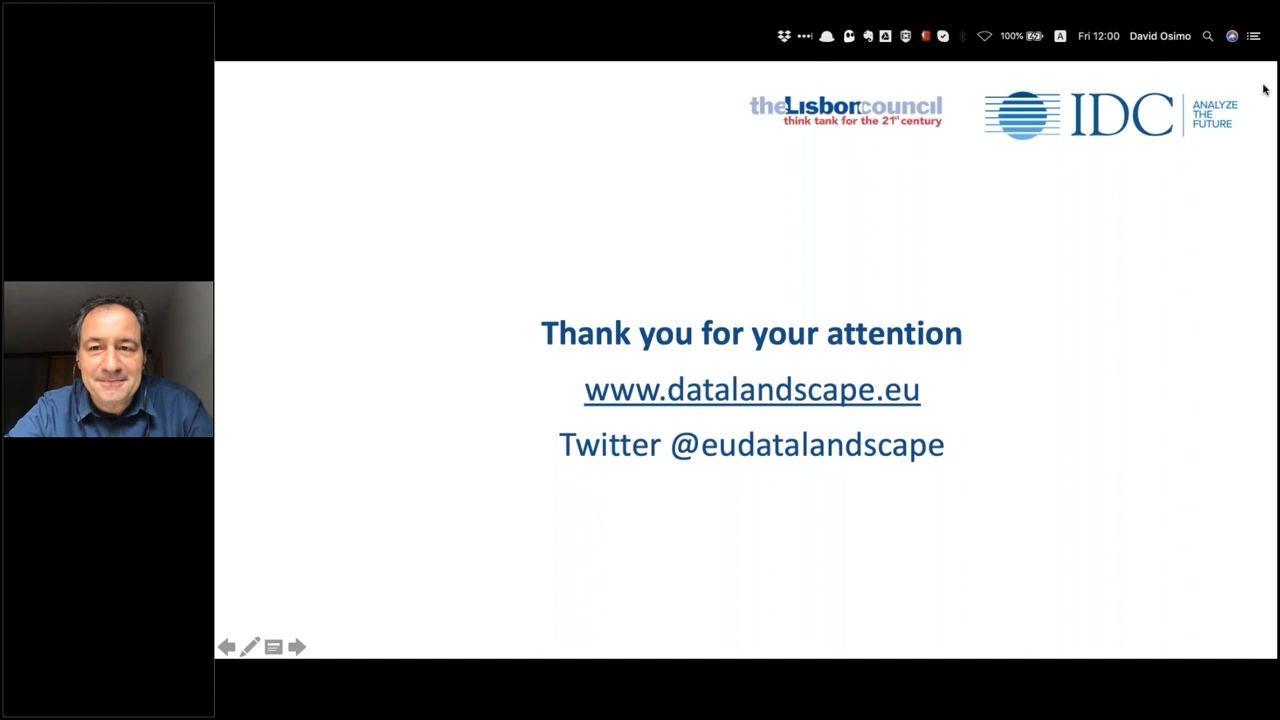 100% Fri 12:00 David Osimo
theLisboncouncil
think tank for the 21st century
IDC
ANALYZE
THE
FUTURE
Thank you for your attention
www.datalandscape.eu
Twitter @eudatalandscape